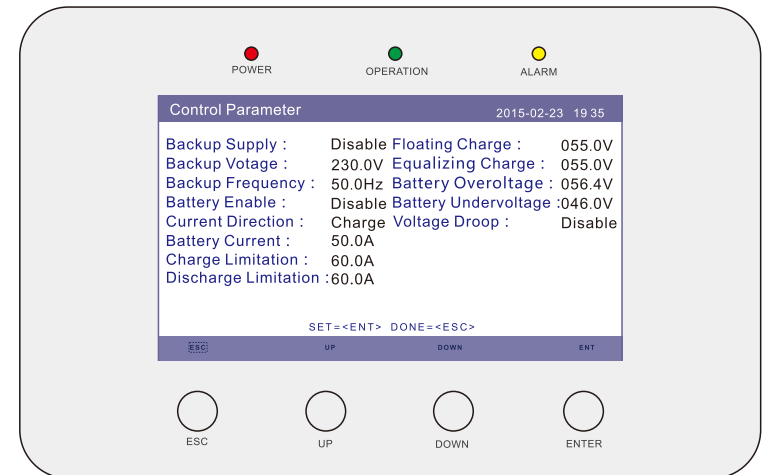 POWER OPERATION ALARM
Control Parameter 2015-02-23 19 35
Backup Supply : Disable Floating Charge : 055.0V
Backup Votage : 230.0V Equalizing Charge : 055.0V
Backup Frequency : 50.0Hz Battery Overoltage : 056.4V
Battery Enable : Disable Battery Undervoltage :046.0V
Current Direction : Charge Voltage Droop : Disable
Battery Current : 50.0A
Charge Limitation : 60.0A
Discharge Limitation :60.0A
SET=<ENT> DONE=<ESC>
ESC UP DOWN ENT
ESC UP DOWN ENTER